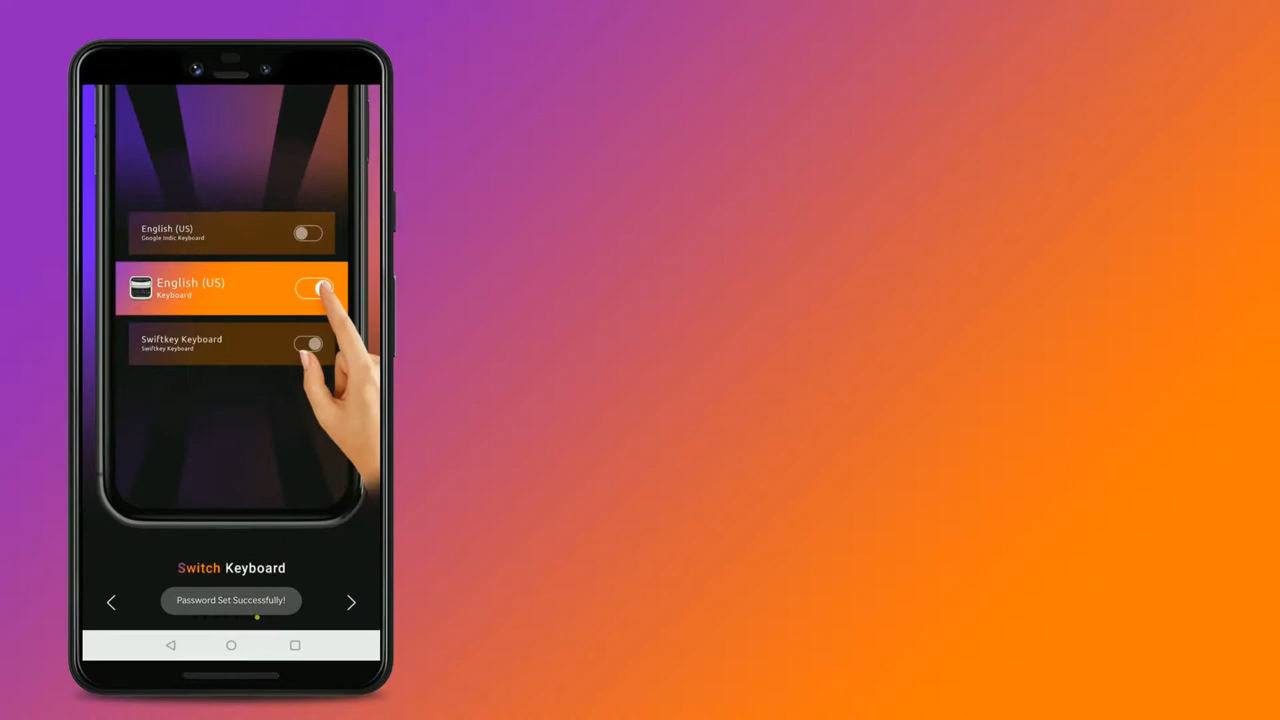 English (US)
Google Indic Keyboard
English (US)
Keyboard
Swiftkey Keyboard
Swiftkey Keyboard
Switch Keyboard
Password Set Successfully!